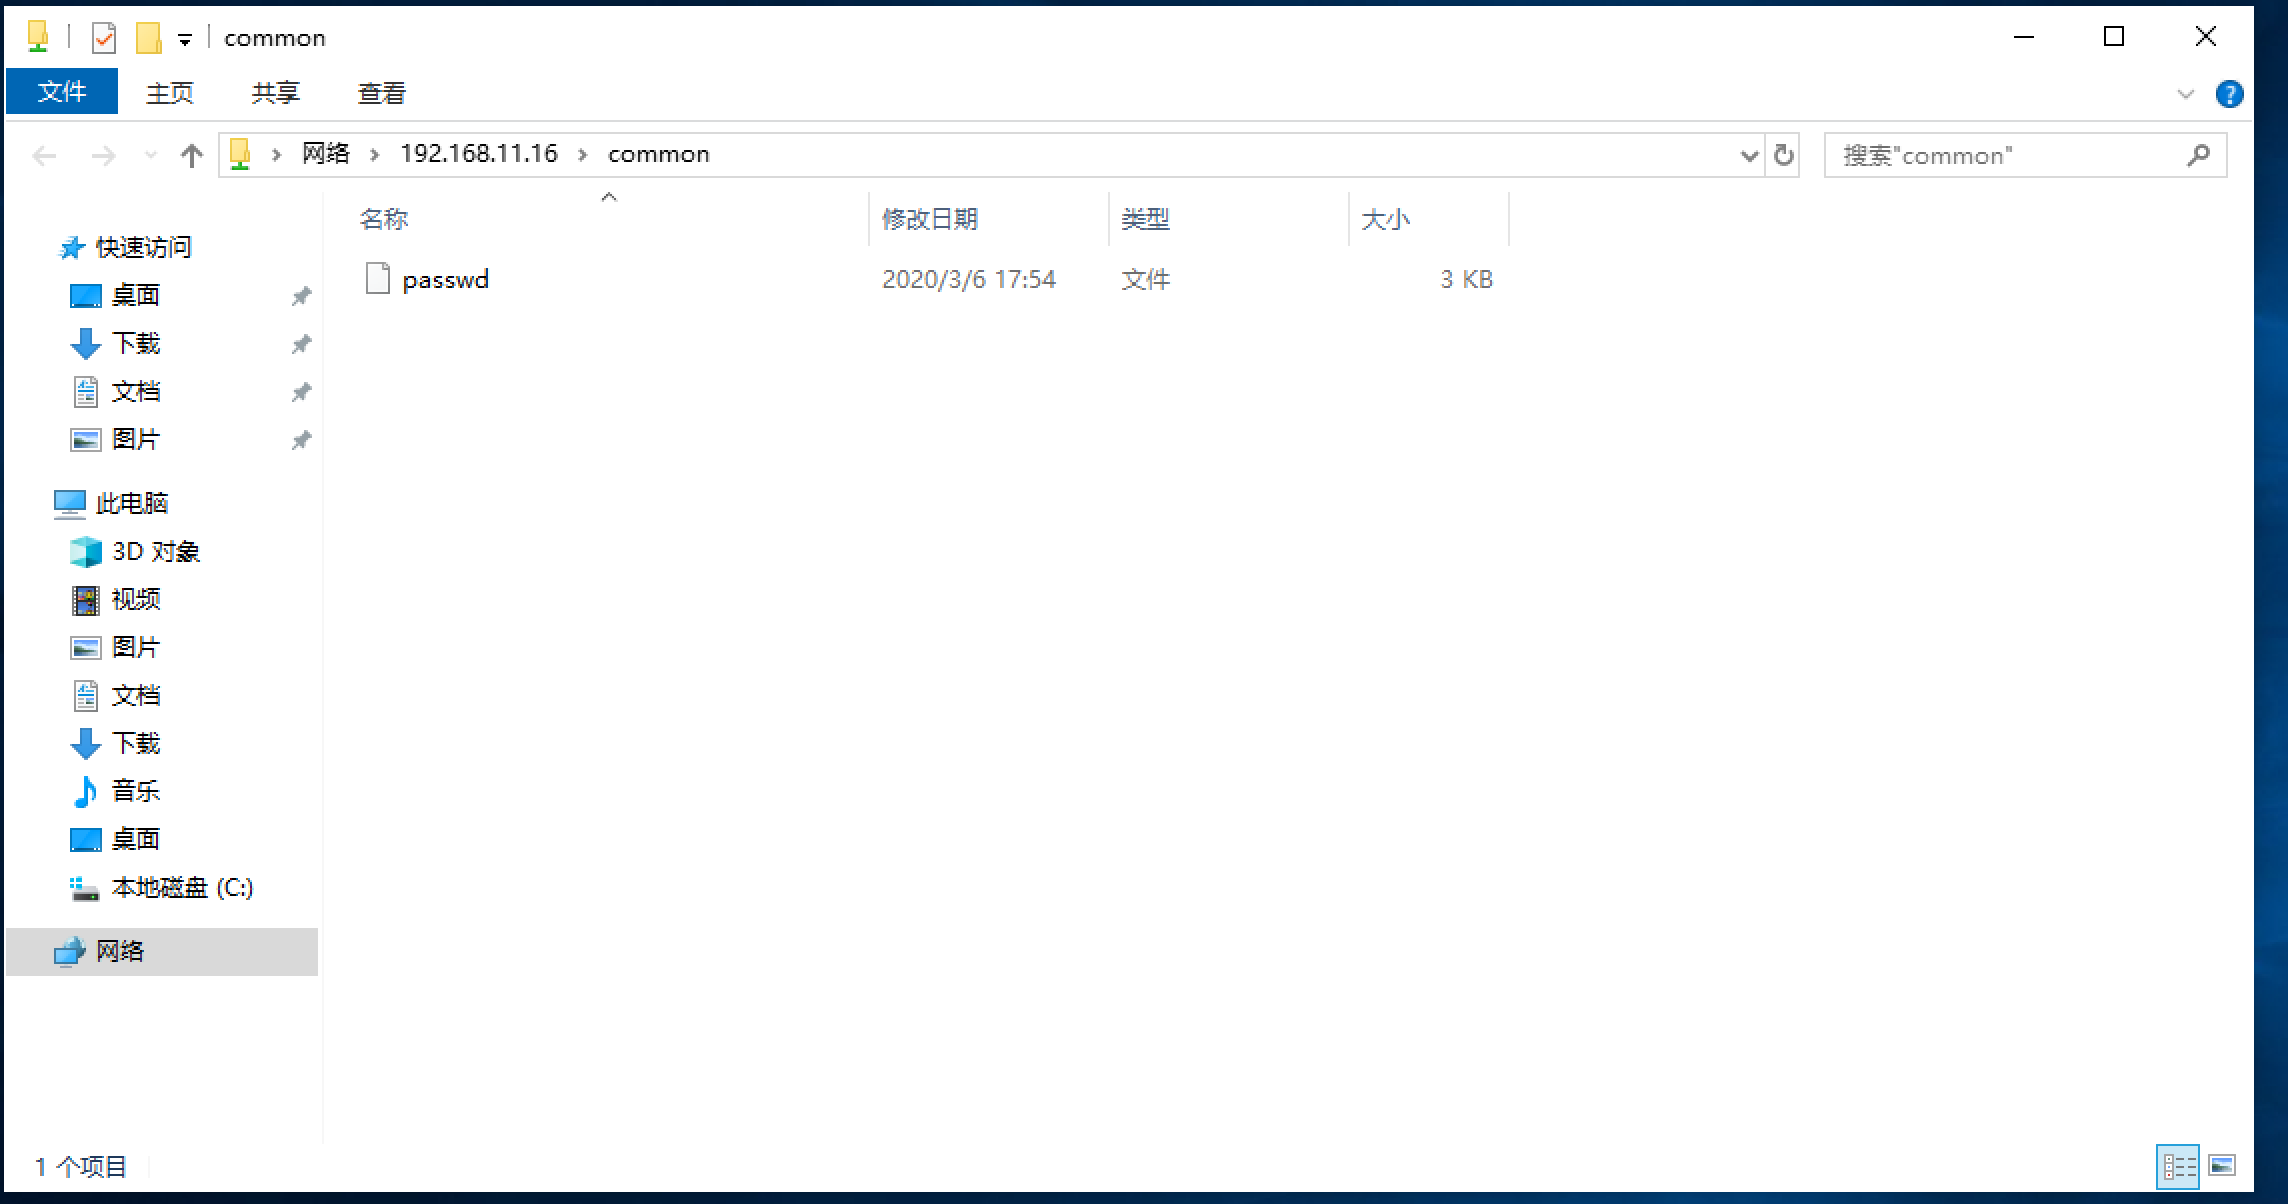 common
文件 主页 共享 查看
网络 192.168.11.16 common
搜索"common"
名称 修改日期 类型 大小
passwd 2020/3/6 17:54 文件 3 KB
快速访问
桌面
下载
文档
图片
此电脑
3D 对象
视频
图片
文档
下载
音乐
桌面
本地磁盘 (C:)
网络
1 个项目